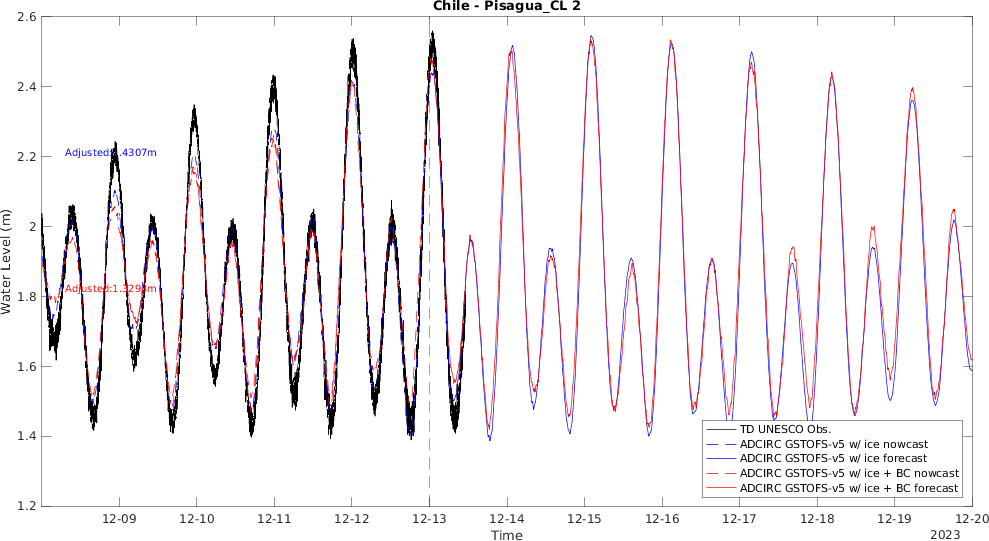 Chile - Pisagua_CL 2
2.6
2.4
2.2
2
1.8
1.6
1.4
1.2
Water Level (m)
12-09
12-10
12-11
12-12
12-13
12-14
12-15
12-16
12-17
12-18
12-19
12-20
2023
Time
TD UNESCO Obs.
ADCIRC GSTOFS-v5 w/ ice nowcast
ADCIRC GSTOFS-v5 w/ ice forecast
ADCIRC GSTOFS-v5 w/ ice + BC nowcast
ADCIRC GSTOFS-v5 w/ ice + BC forecast